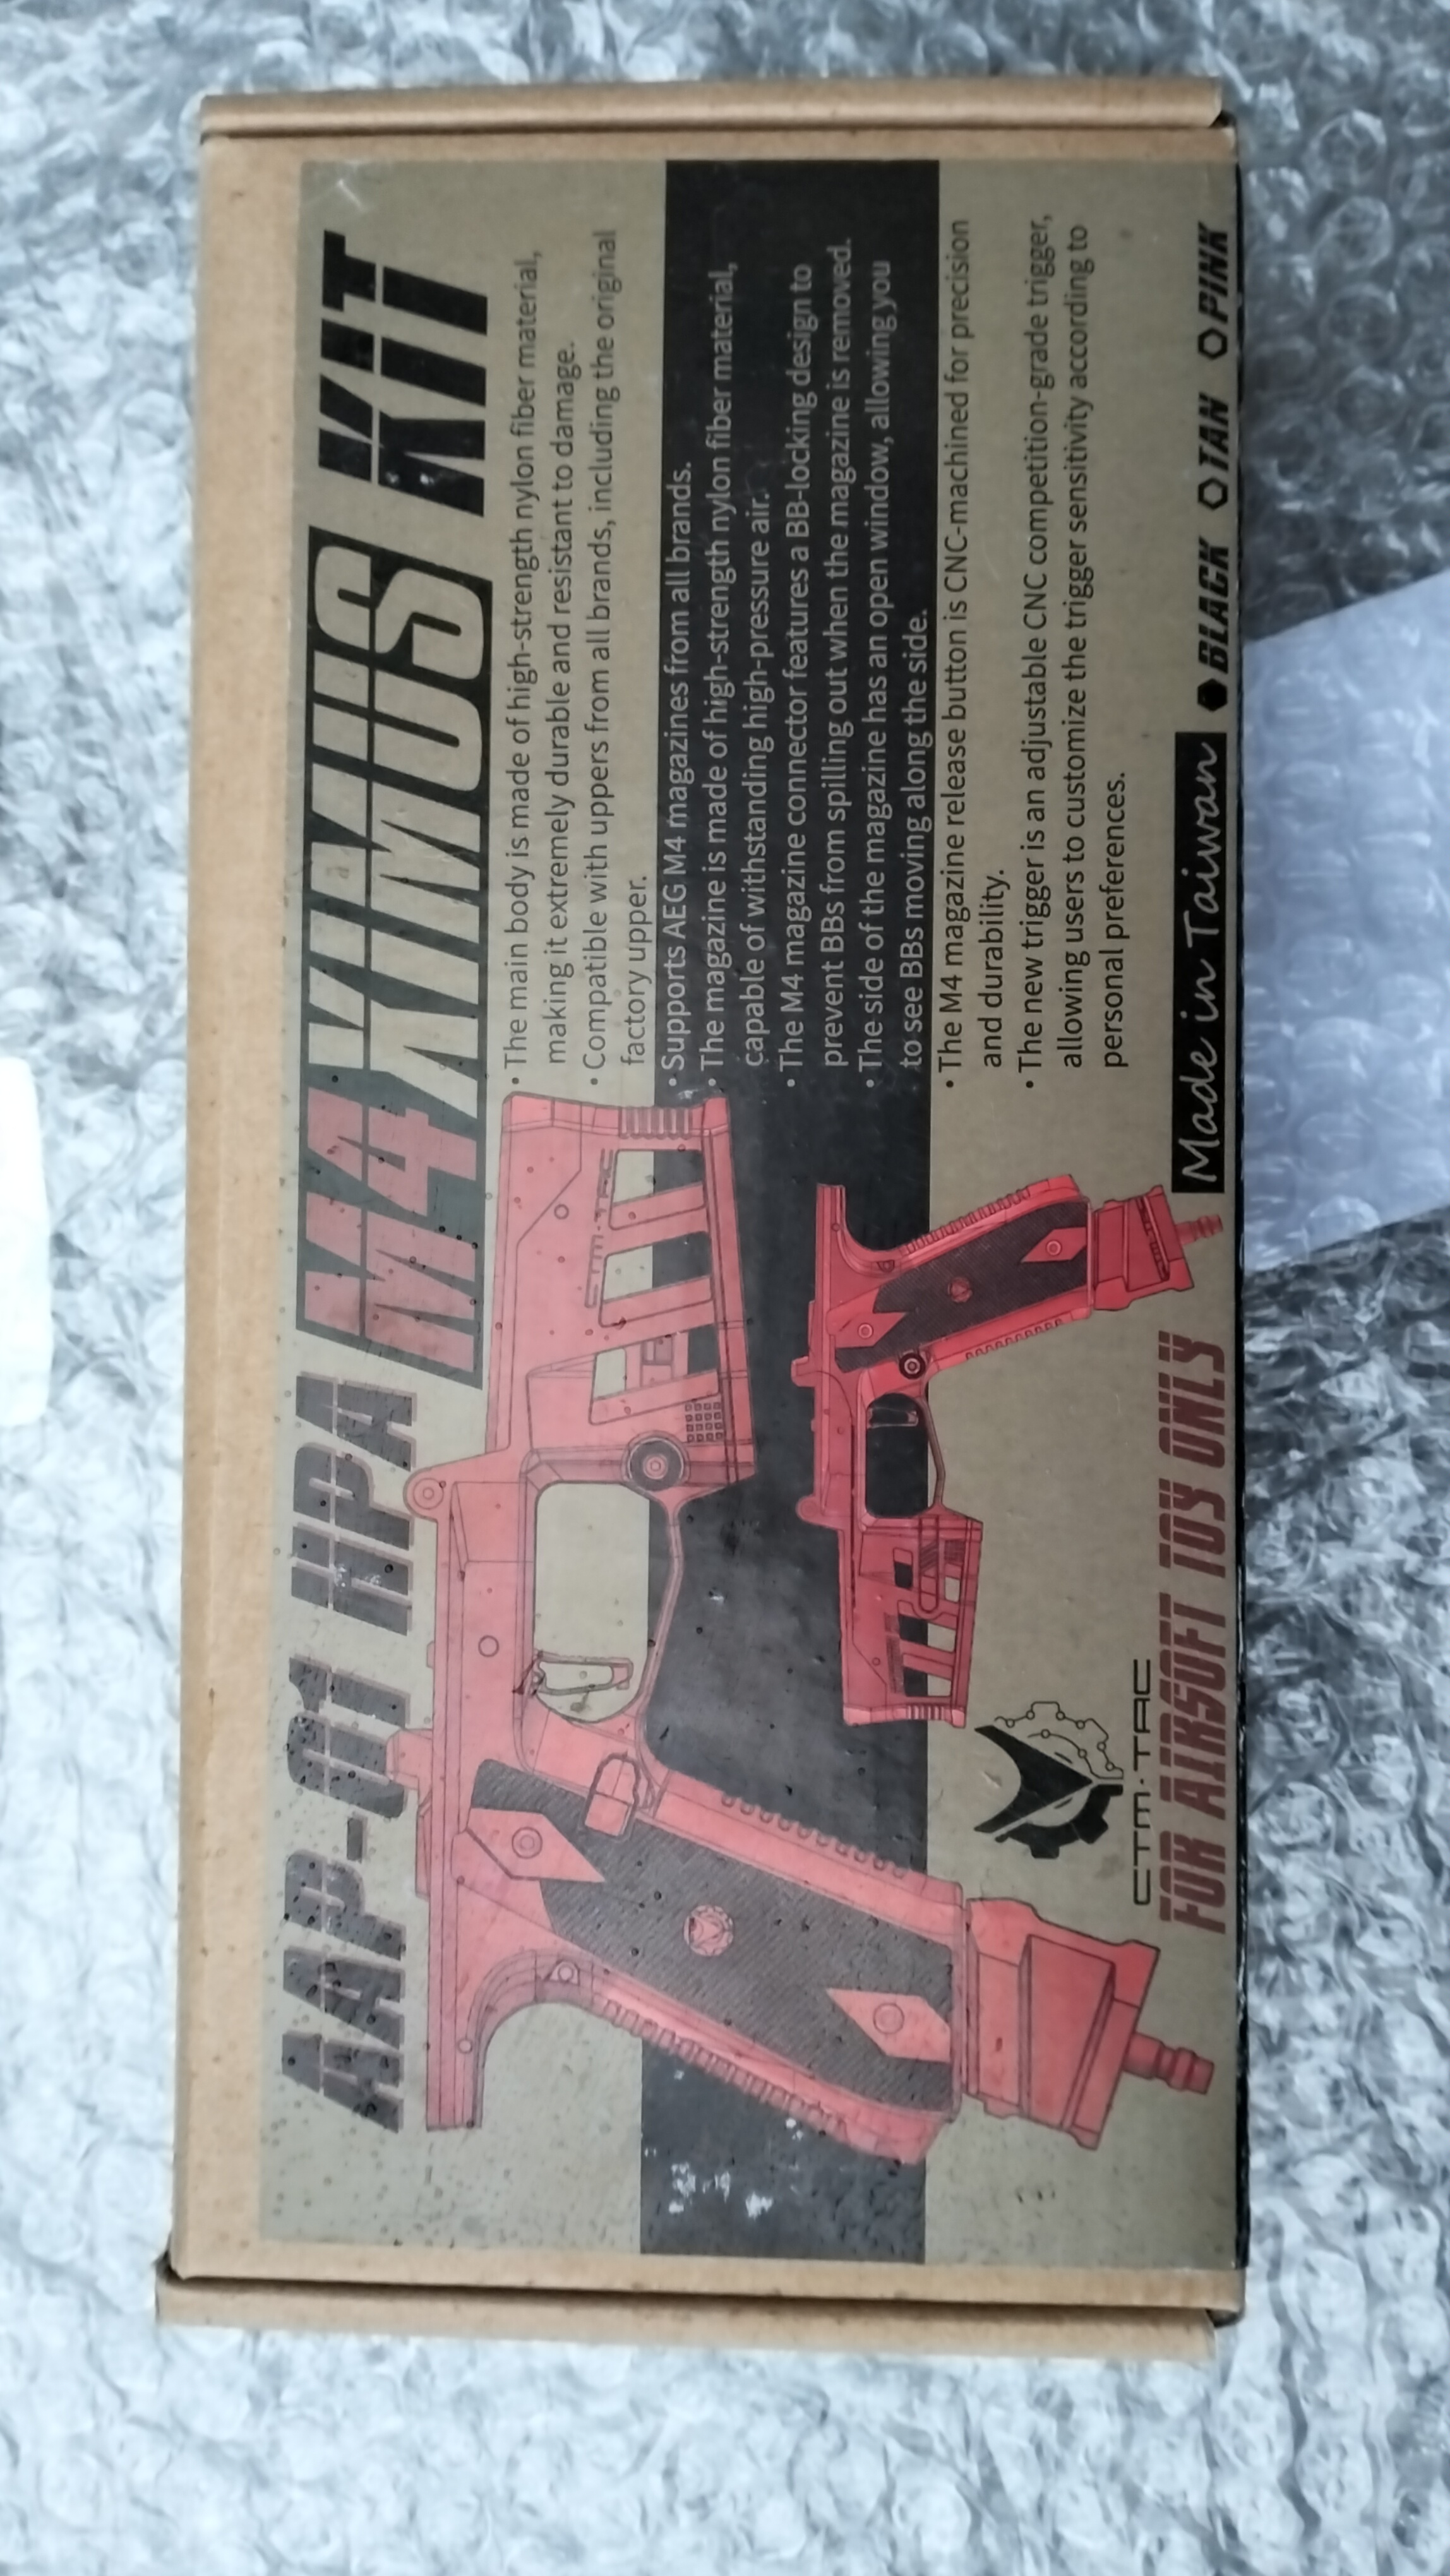 AAP-01 HPA M4XIMUS KIT
• The main body is made of high-strength nylon fiber material,
making it extremely durable and resistant to damage.
• Compatible with uppers from all brands, including the original
factory upper.
• Supports AEG M4 magazines from all brands.
• The magazine is made of high-strength nylon fiber material,
capable of withstanding high-pressure air.
• The M4 magazine connector features a BB-locking design to
prevent BBs from spilling out when the magazine is removed.
• The side of the magazine has an open window, allowing you
to see BBs moving along the side.
• The M4 magazine release button is CNC-machined for precision
and durability.
• The new trigger is an adjustable CNC competition-grade trigger,
allowing users to customize the trigger sensitivity according to
personal preferences.
CTM-TAC
CTM·TAC
FOR AIRSOFT TOY ONLY
Made in Taiwan
BLACK TAN PINK